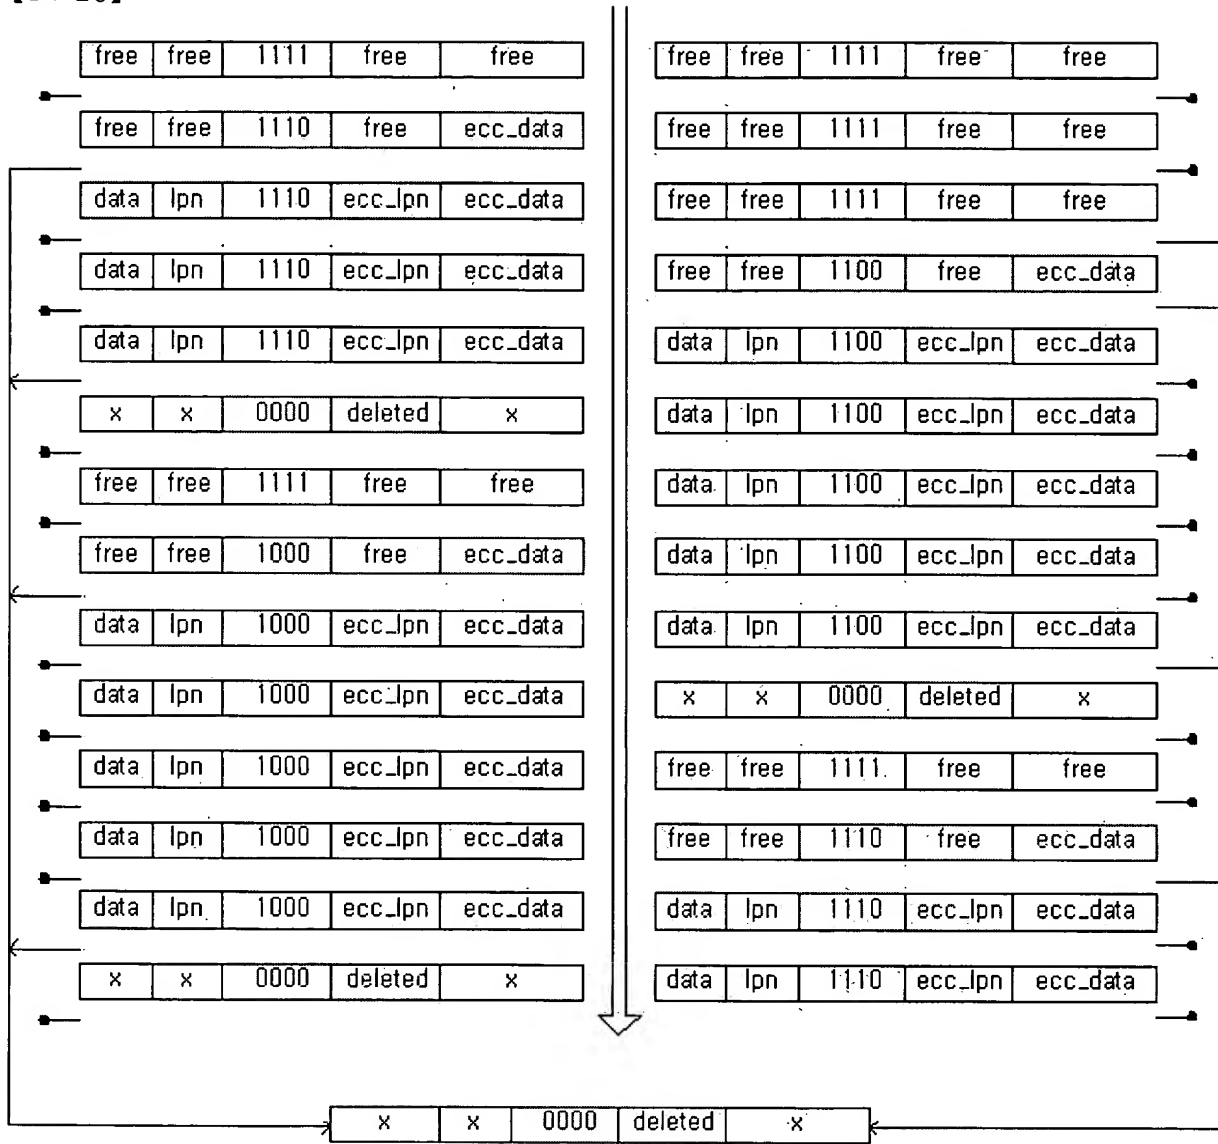 free free 1111 free free
free free 1110 free ecc_data
data lpn 1110 ecc_lpn ecc_data
data lpn 1110 ecc_lpn ecc_data
data lpn 1110 ecc_lpn ecc_data
x x 0000 deleted x
free free 1111 free free
free free 1000 free ecc_data
data lpn 1000 ecc_lpn ecc_data
data lpn 1000 ecc_lpn ecc_data
data lpn 1000 ecc_lpn ecc_data
data lpn 1000 ecc_lpn ecc_data
data lpn 1000 ecc_lpn ecc_data
x x 0000 deleted x
free free 1111 free free
free free 1111 free free
free free 1111 free free
free free 1100 free ecc_data
data lpn 1100 ecc_lpn ecc_data
data lpn 1100 ecc_lpn ecc_data
data lpn 1100 ecc_lpn ecc_data
data lpn 1100 ecc_lpn ecc_data
data lpn 1100 ecc_lpn ecc_data
x x 0000 deleted x
free free 1111 free free
free free 1110 free ecc_data
data lpn 1110 ecc_lpn ecc_data
data lpn 1110 ecc_lpn ecc_data
x x 0000 deleted x